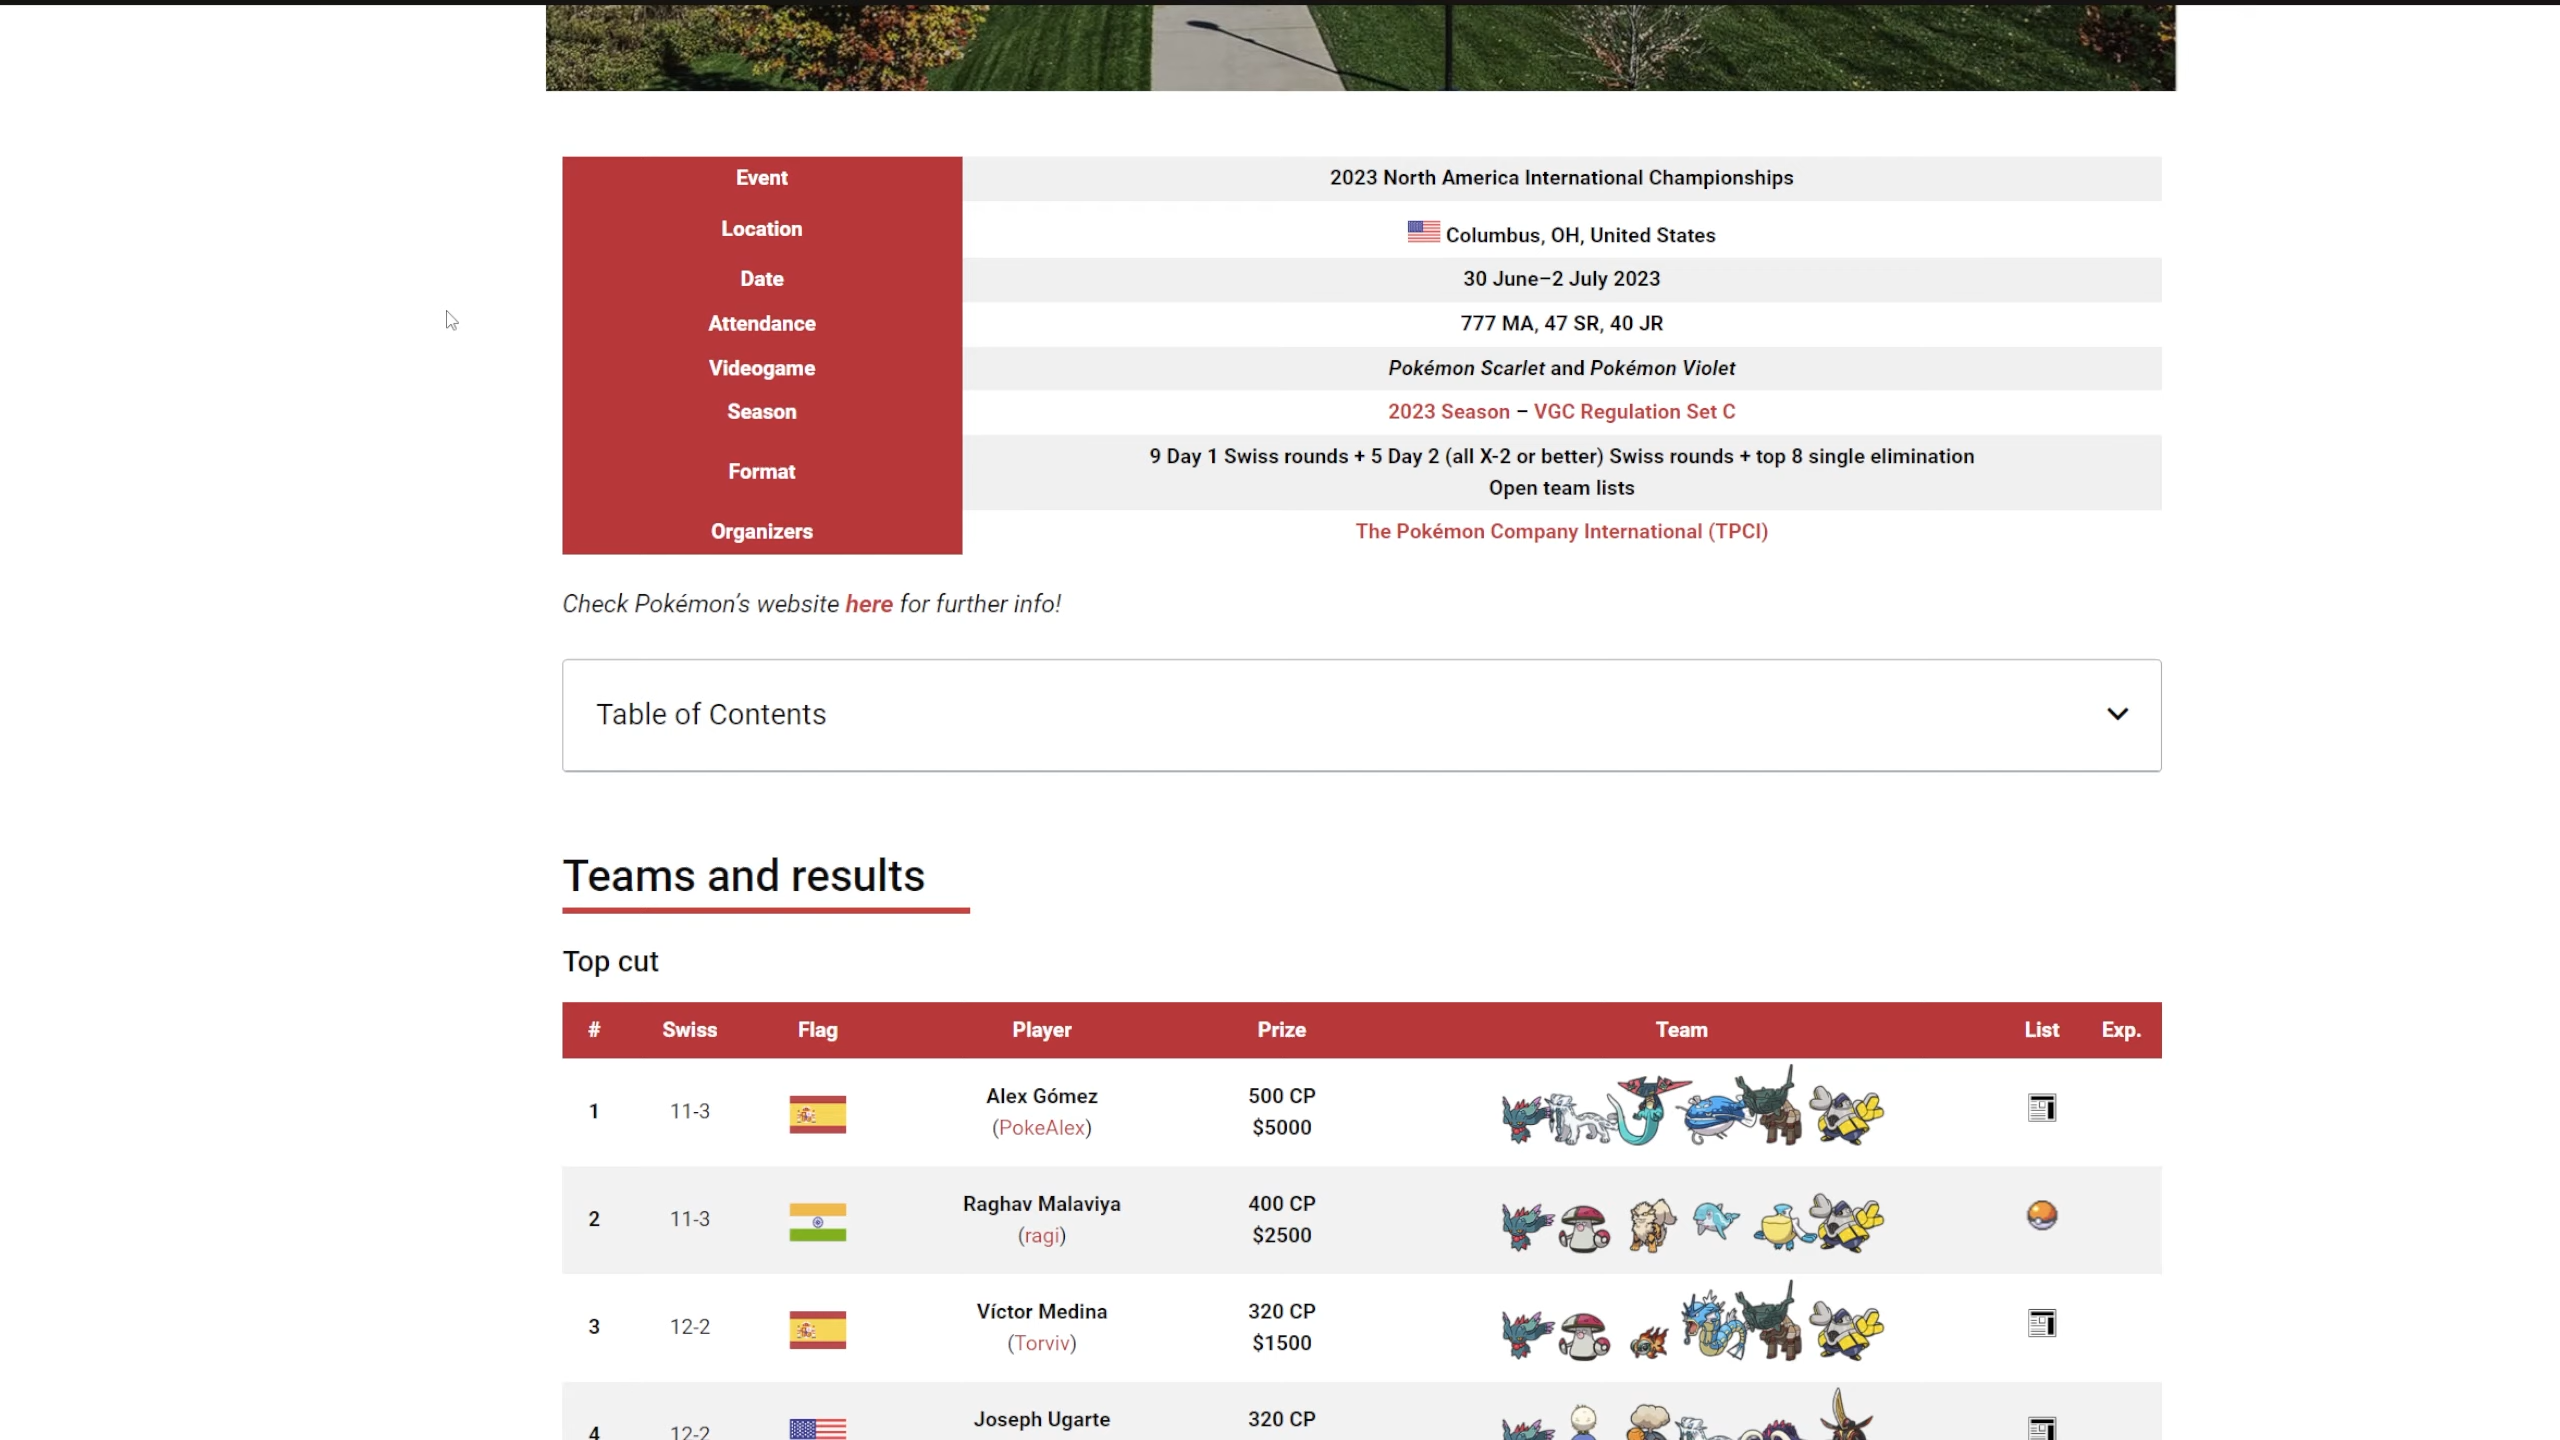 Event
2023 North America International Championships
Location
Columbus, OH, United States
Date
30 June–2 July 2023
Attendance
777 MA, 47 SR, 40 JR
Videogame
Pokémon Scarlet and Pokémon Violet
Season
2023 Season – VGC Regulation Set C
Format
9 Day 1 Swiss rounds + 5 Day 2 (all X-2 or better) Swiss rounds + top 8 single elimination
Open team lists
Organizers
The Pokémon Company International (TPCI)
Check Pokémon's website here for further info!
Table of Contents
Teams and results
Top cut
# Swiss Flag Player Prize Team List Exp.
1 11-3 Alex Gómez 500 CP
(PokeAlex) $5000
2 11-3 Raghav Malaviya 400 CP
(ragi) $2500
3 12-2 Víctor Medina 320 CP
(Torviv) $1500
4 12-2 Joseph Ugarte 320 CP